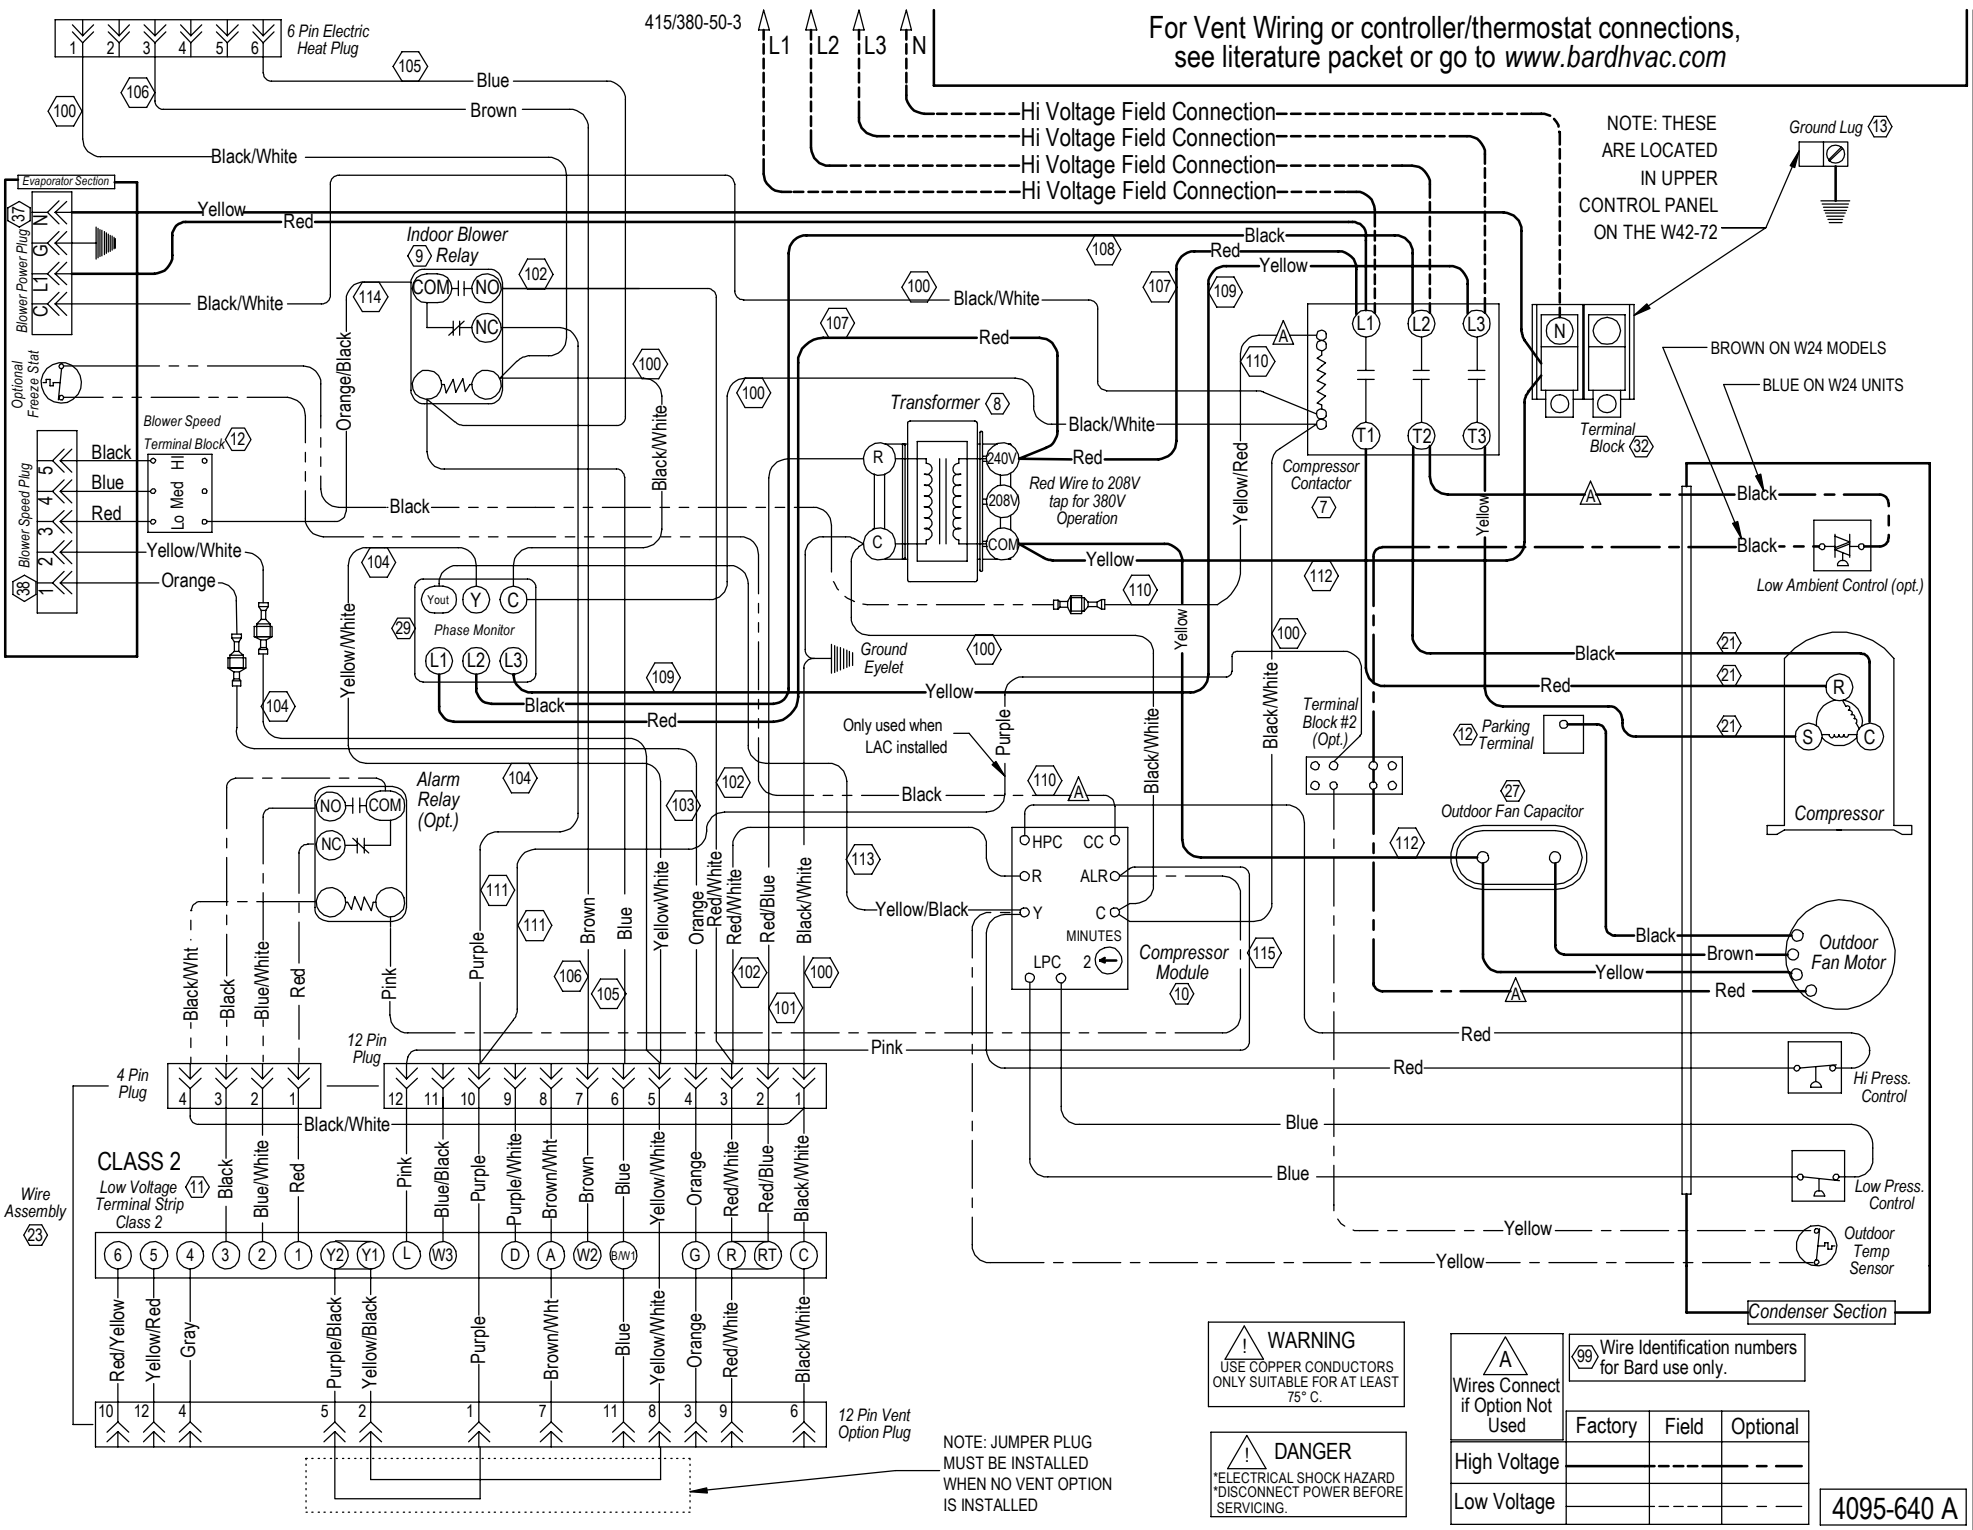 415/380-50-3
L1
L2
L3
N
For Vent Wiring or controller/thermostat connections,
see literature packet or go to www.bardhvac.com
1 2 3 4 5 6
6 Pin Electric
Heat Plug
105
Blue
106
Brown
100
Black/White
Hi Voltage Field Connection
Hi Voltage Field Connection
Hi Voltage Field Connection
Hi Voltage Field Connection
NOTE: THESE
ARE LOCATED
IN UPPER
CONTROL PANEL
ON THE W42-72
Ground Lug 13
Evaporator Section
37
Blower Power Plug
N
G
L1
C
Yellow
Red
Black/White
Indoor Blower
9 Relay
COM
NO
NC
102
114
Orange/Black
100
Black/White
Black
108
Red
107
Yellow
109
100
Black/White
107
Red
100
Black/White
110
A
L1
L2
L3
T1
T2
T3
Compressor
Contactor
7
N
Terminal
Block 32
BROWN ON W24 MODELS
BLUE ON W24 UNITS
Optional
Freeze Stat
Blower Speed
Terminal Block 12
Blower Speed Plug
38
5
4
3
2
1
Black
Blue
Red
Yellow/White
Orange
HI
Med
Lo
Transformer 8
R
C
240V
208V
COM
Red
Red Wire to 208V
tap for 380V
Operation
Yellow
Yellow/Red
Yellow
Black
104
110
112
Yellow
A
Black
Black
Low Ambient Control (opt.)
Yout
Y
C
29
Phase Monitor
L1
L2
L3
Yellow/White
Ground
Eyelet
100
100
109
Yellow
Black
Red
104
Black/White
Black/White
Purple
Only used when
LAC installed
Terminal
Block #2
(Opt.)
21
Black
21
Red
21
R
S
C
Compressor
12 Parking
Terminal
27
Outdoor Fan Capacitor
112
Alarm
Relay
(Opt.)
NO
COM
NC
104
103
102
Black
110
A
113
Yellow/Black
HPC
CC
R
ALR
Y
C
MINUTES
2
LPC
Compressor
Module
10
115
111
111
Purple
106
Brown
105
Blue
YellowWhite
Orange
Red/White
Red/White
Red/Blue
Black/White
102
101
100
Black/Wht
Black
Blue/White
Red
Pink
Black
Brown
Yellow
A
Red
Outdoor
Fan Motor
Red
Pink
Red
Hi Press.
Control
Blue
Blue
Low Press.
Control
Yellow
Yellow
Outdoor
Temp
Sensor
Condenser Section
12 Pin
Plug
4 Pin
Plug
4 3 2 1
12 11 10 9 8 7 6 5 4 3 2 1
Black/White
CLASS 2
Low Voltage 11
Terminal Strip
Class 2
Wire
Assembly
23
Black
Blue/White
Red
Pink
Blue/Black
Purple
Purple/White
Brown/Wht
Brown
Blue
Yellow/White
Orange
Red/White
Red/Blue
Black/White
6 5 4 3 2 1 Y2 Y1 L W3 D A W2 B/W1 G R RT C
Red/Yellow
Yellow/Red
Gray
Purple/Black
Yellow/Black
Purple
Brown/Wht
Blue
Yellow/White
Orange
Red/White
Black/White
10 12 4 5 2 1 7 11 8 3 9 6
12 Pin Vent
Option Plug
NOTE: JUMPER PLUG
MUST BE INSTALLED
WHEN NO VENT OPTION
IS INSTALLED
! WARNING
USE COPPER CONDUCTORS
ONLY SUITABLE FOR AT LEAST
75° C.
! DANGER
*ELECTRICAL SHOCK HAZARD
*DISCONNECT POWER BEFORE
SERVICING.
A
Wires Connect
if Option Not
Used
99 Wire Identification numbers
for Bard use only.
Factory Field Optional
High Voltage
Low Voltage
4095-640 A